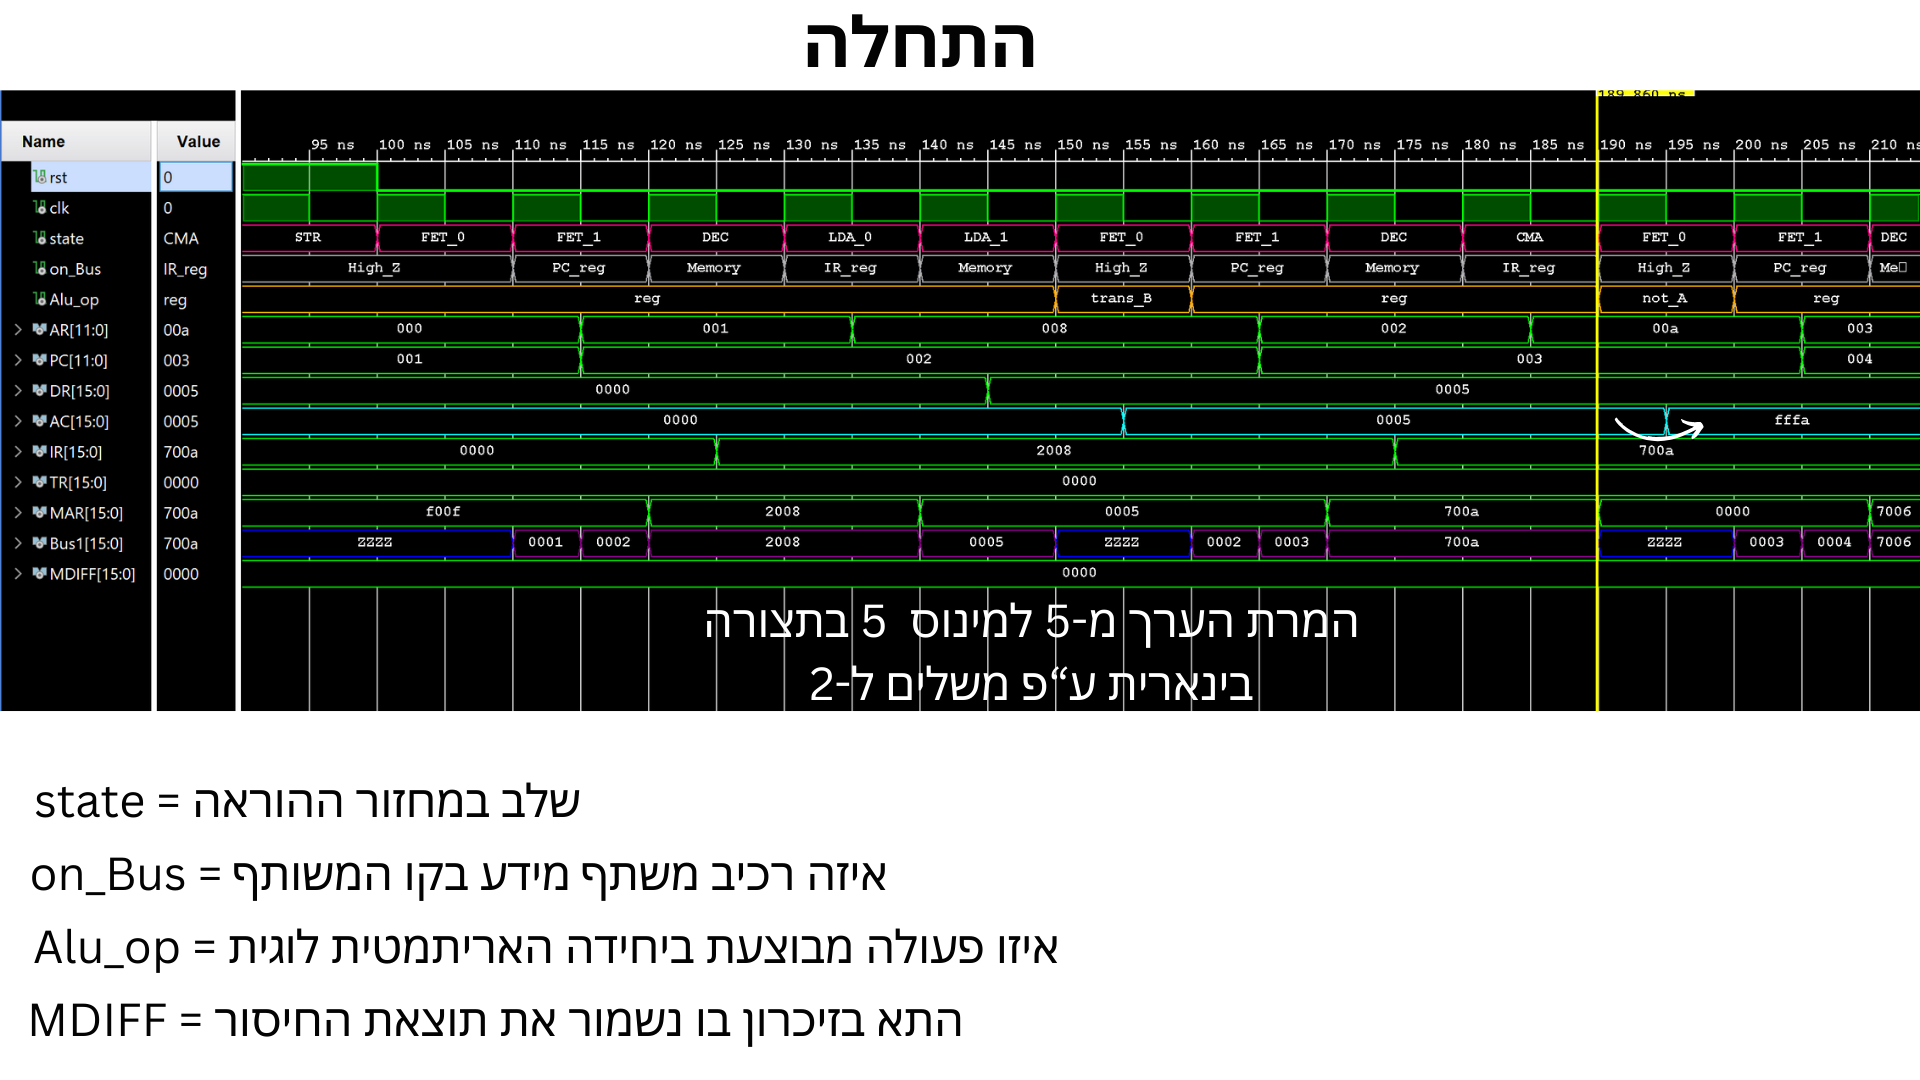 התחלה
189.860 ns
Name Value
95 ns 100 ns 105 ns 110 ns 115 ns 120 ns 125 ns 130 ns 135 ns 140 ns 145 ns 150 ns 155 ns 160 ns 165 ns 170 ns 175 ns 180 ns 185 ns 190 ns 195 ns 200 ns 205 ns 210 ns
rst 0
clk 0
state CMA STR FET_0 FET_1 DEC LDA_0 LDA_1 FET_0 FET_1 DEC CMA FET_0 FET_1 DEC
on_Bus IR_reg High_Z PC_reg Memory IR_reg Memory High_Z PC_reg Memory IR_reg High_Z PC_reg Me
Alu_op reg reg trans_B reg not_A reg
AR[11:0] 00a 000 001 008 002 00a 003
PC[11:0] 003 001 002 003 004
DR[15:0] 0005 0000 0005
AC[15:0] 0005 0000 0005 fffa
IR[15:0] 700a 0000 2008 700a
TR[15:0] 0000 0000
MAR[15:0] 700a f00f 2008 0005 700a 0000 7006
Bus1[15:0] 700a ZZZZ 0001 0002 2008 0005 ZZZZ 0002 0003 700a ZZZZ 0003 0004 7006
MDIFF[15:0] 0000 0000
המרת הערך מ-5 למינוס 5 בתצורה
בינארית ע“פ משלים ל-2
state = שלב במחזור ההוראה
on_Bus = איזה רכיב משתף מידע בקו המשותף
Alu_op = איזו פעולה מבוצעת ביחידה האריתמטית לוגית
MDIFF = התא בזיכרון בו נשמור את תוצאת החיסור